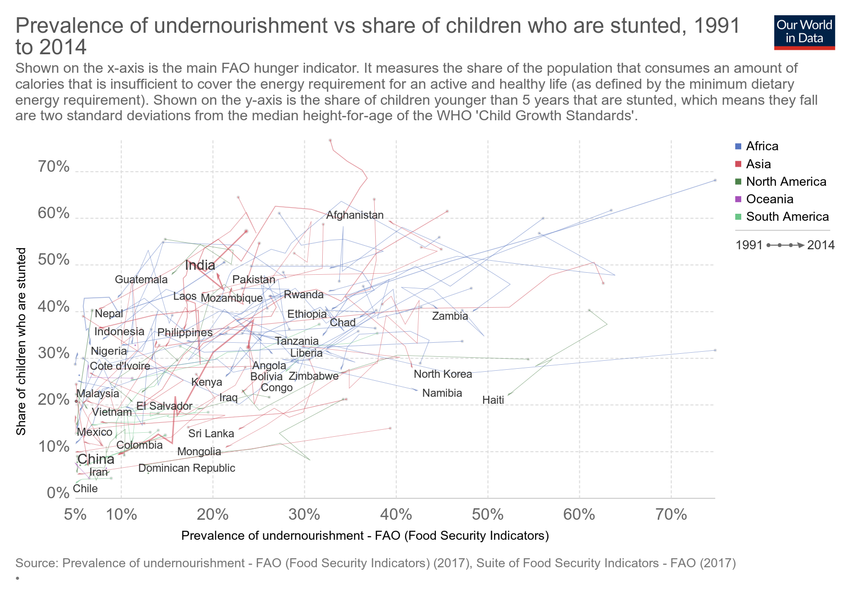 Prevalence of undernourishment vs share of children who are stunted, 1991
to 2014
Our World
in Data
Shown on the x-axis is the main FAO hunger indicator. It measures the share of the population that consumes an amount of
calories that is insufficient to cover the energy requirement for an active and healthy life (as defined by the minimum dietary
energy requirement). Shown on the y-axis is the share of children younger than 5 years that are stunted, which means they fall
are two standard deviations from the median height-for-age of the WHO 'Child Growth Standards'.
Africa
Asia
North America
Oceania
South America
1991 2014
Share of children who are stunted
70%
60%
50%
40%
30%
20%
10%
0%
Afghanistan
India
Guatemala
Pakistan
Laos
Mozambique
Rwanda
Nepal
Ethiopia
Chad
Zambia
Indonesia
Philippines
Tanzania
Nigeria
Liberia
Cote d'Ivoire
Angola
Bolivia
Zimbabwe
North Korea
Kenya
Congo
Malaysia
Iraq
Namibia
Haiti
Vietnam
El Salvador
Mexico
Sri Lanka
Colombia
Mongolia
China
Iran
Dominican Republic
Chile
5% 10% 20% 30% 40% 50% 60% 70%
Prevalence of undernourishment - FAO (Food Security Indicators)
Source: Prevalence of undernourishment - FAO (Food Security Indicators) (2017), Suite of Food Security Indicators - FAO (2017)
•